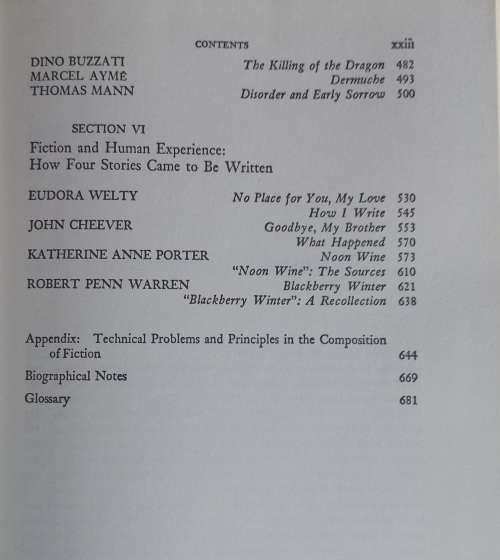 CONTENTS xxiii
DINO BUZZATI The Killing of the Dragon 482
MARCEL AYMÉ Dermuche 493
THOMAS MANN Disorder and Early Sorrow 500
SECTION VI
Fiction and Human Experience:
How Four Stories Came to Be Written
EUDORA WELTY No Place for You, My Love 530
How I Write 545
JOHN CHEEVER Goodbye, My Brother 553
What Happened 570
KATHERINE ANNE PORTER Noon Wine 573
"Noon Wine": The Sources 610
ROBERT PENN WARREN Blackberry Winter 621
"Blackberry Winter": A Recollection 638
Appendix: Technical Problems and Principles in the Composition
of Fiction 644
Biographical Notes 669
Glossary 681